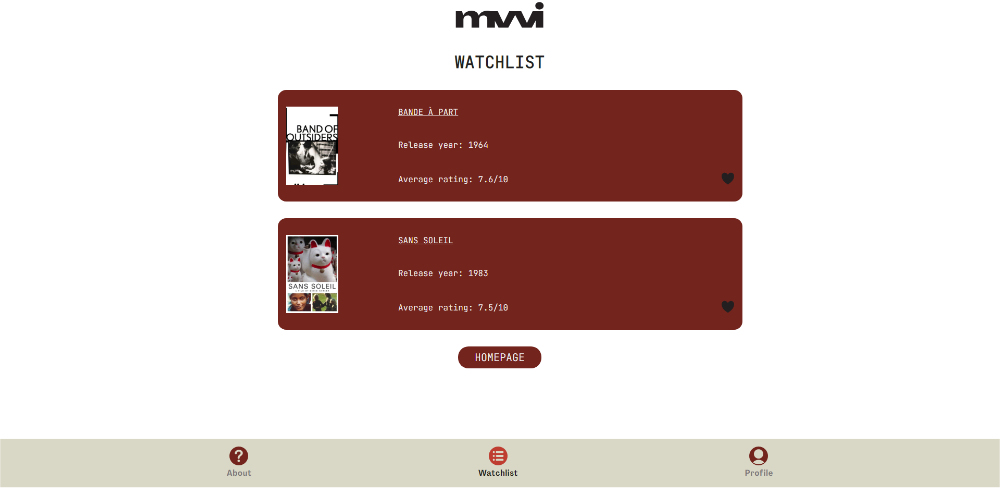 mvvi
WATCHLIST
BAND OF
OUTSIDERS
BANDE À PART
Release year: 1964
Average rating: 7.6/10
SANS SOLEIL
SANS SOLEIL
Release year: 1983
Average rating: 7.5/10
HOMEPAGE
?
About
Watchlist
Profile